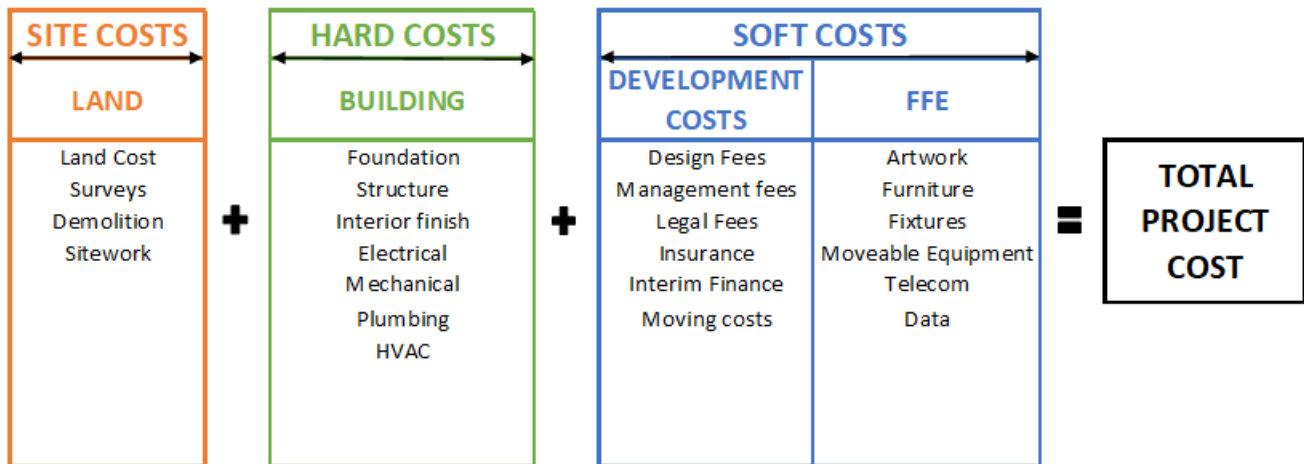 SITE COSTS
LAND
Land Cost
Surveys
Demolition
Sitework
+
HARD COSTS
BUILDING
Foundation
Structure
Interior finish
Electrical
Mechanical
Plumbing
HVAC
+
SOFT COSTS
DEVELOPMENT
COSTS
Design Fees
Management fees
Legal Fees
Insurance
Interim Finance
Moving costs
FFE
Artwork
Furniture
Fixtures
Moveable Equipment
Telecom
Data
=
TOTAL
PROJECT
COST